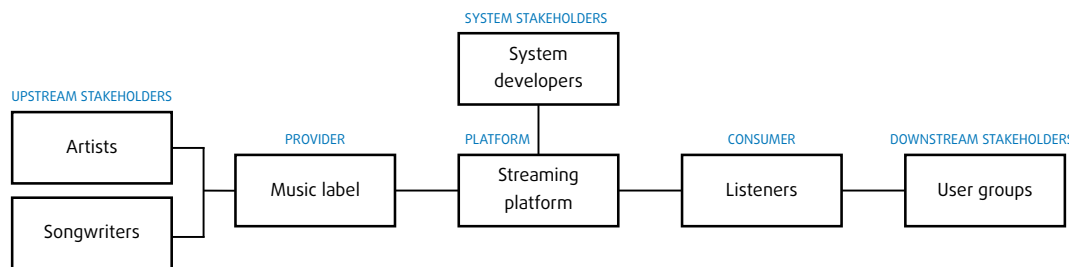 SYSTEM STAKEHOLDERS
System
developers
UPSTREAM STAKEHOLDERS
Artists
Songwriters
PROVIDER
Music label
PLATFORM
Streaming
platform
CONSUMER
Listeners
DOWNSTREAM STAKEHOLDERS
User groups